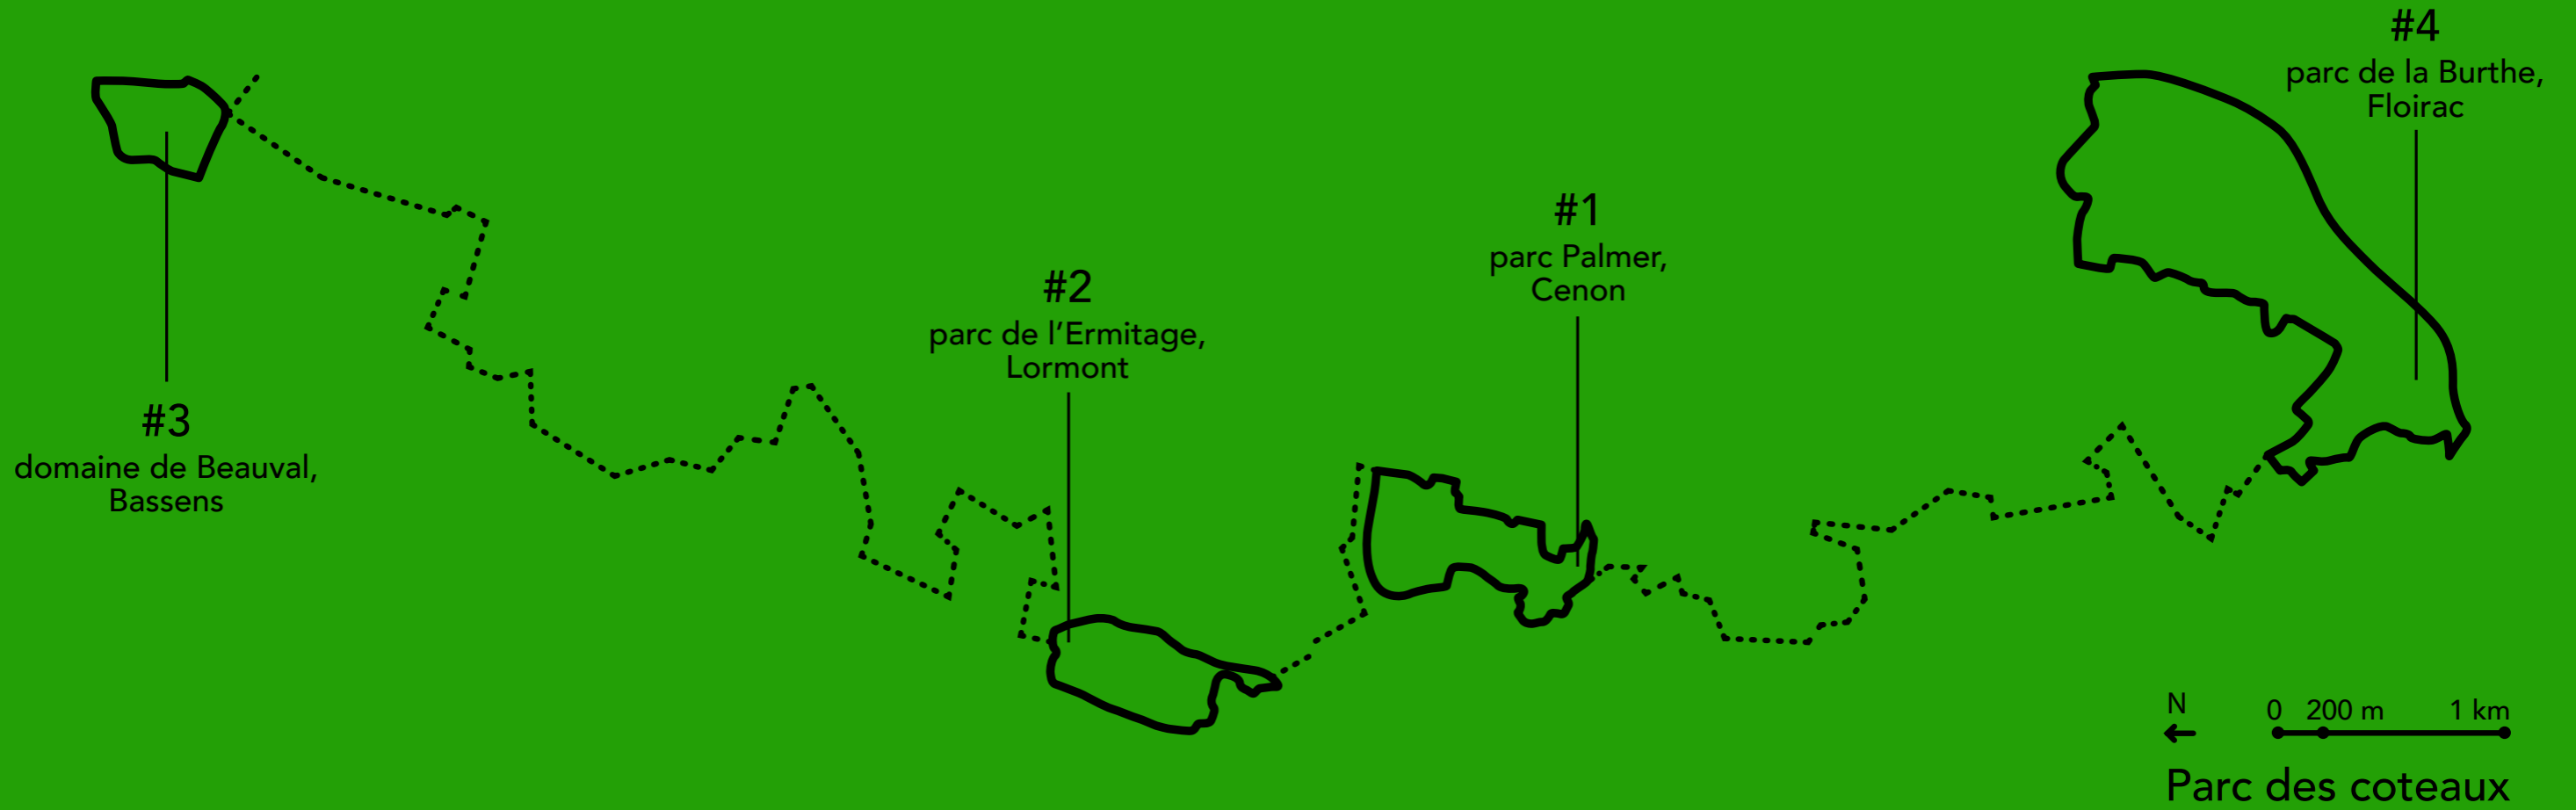 #4
parc de la Burthe,
Floirac
#1
parc Palmer,
Cenon
#2
parc de l'Ermitage,
Lormont
#3
domaine de Beauval,
Bassens
N
0 200 m 1 km
Parc des coteaux